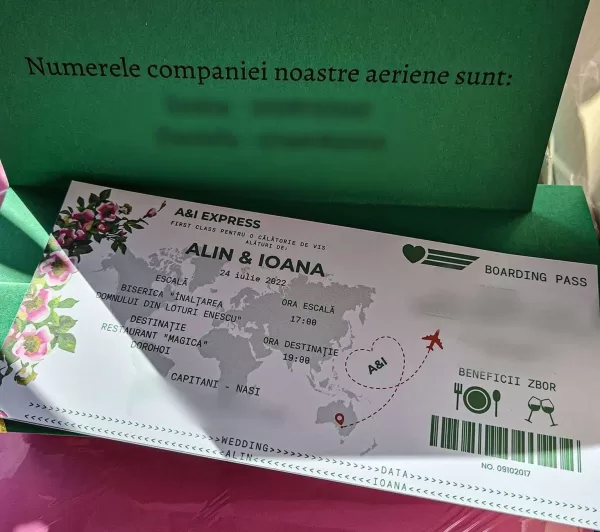 Numerele companiei noastre aeriene sunt:
A&I EXPRESS
FIRST CLASS PENTRU O CĂLĂTORIE DE VIS
ALĂTURI DE:
ALIN & IOANA
24 iulie 2022
ESCALĂ
BISERICA "ÎNĂLȚAREA
DOMNULUI DIN LOTURI ENESCU"
ORA ESCALĂ
17:00
DESTINAȚIE
RESTAURANT "MAGICA"
DOROHOI
ORA DESTINAȚIE
19:00
CAPITANI - NASI
A&I
BOARDING PASS
BENEFICII ZBOR
NO. 09102017
>>>>>>>>>>>>>>>>>>>>>>>>WEDDING>>>>>>>>>>>>>>>>>>>>DATA>>>>>>>>>>>>>>>>>>>>
<<<<<<<<<<<<<<<<<<<<<<<<ALIN<<<<<<<<<<<<<<<<<<<<<<IOANA<<<<<<<<<<<<<<<<<<<<